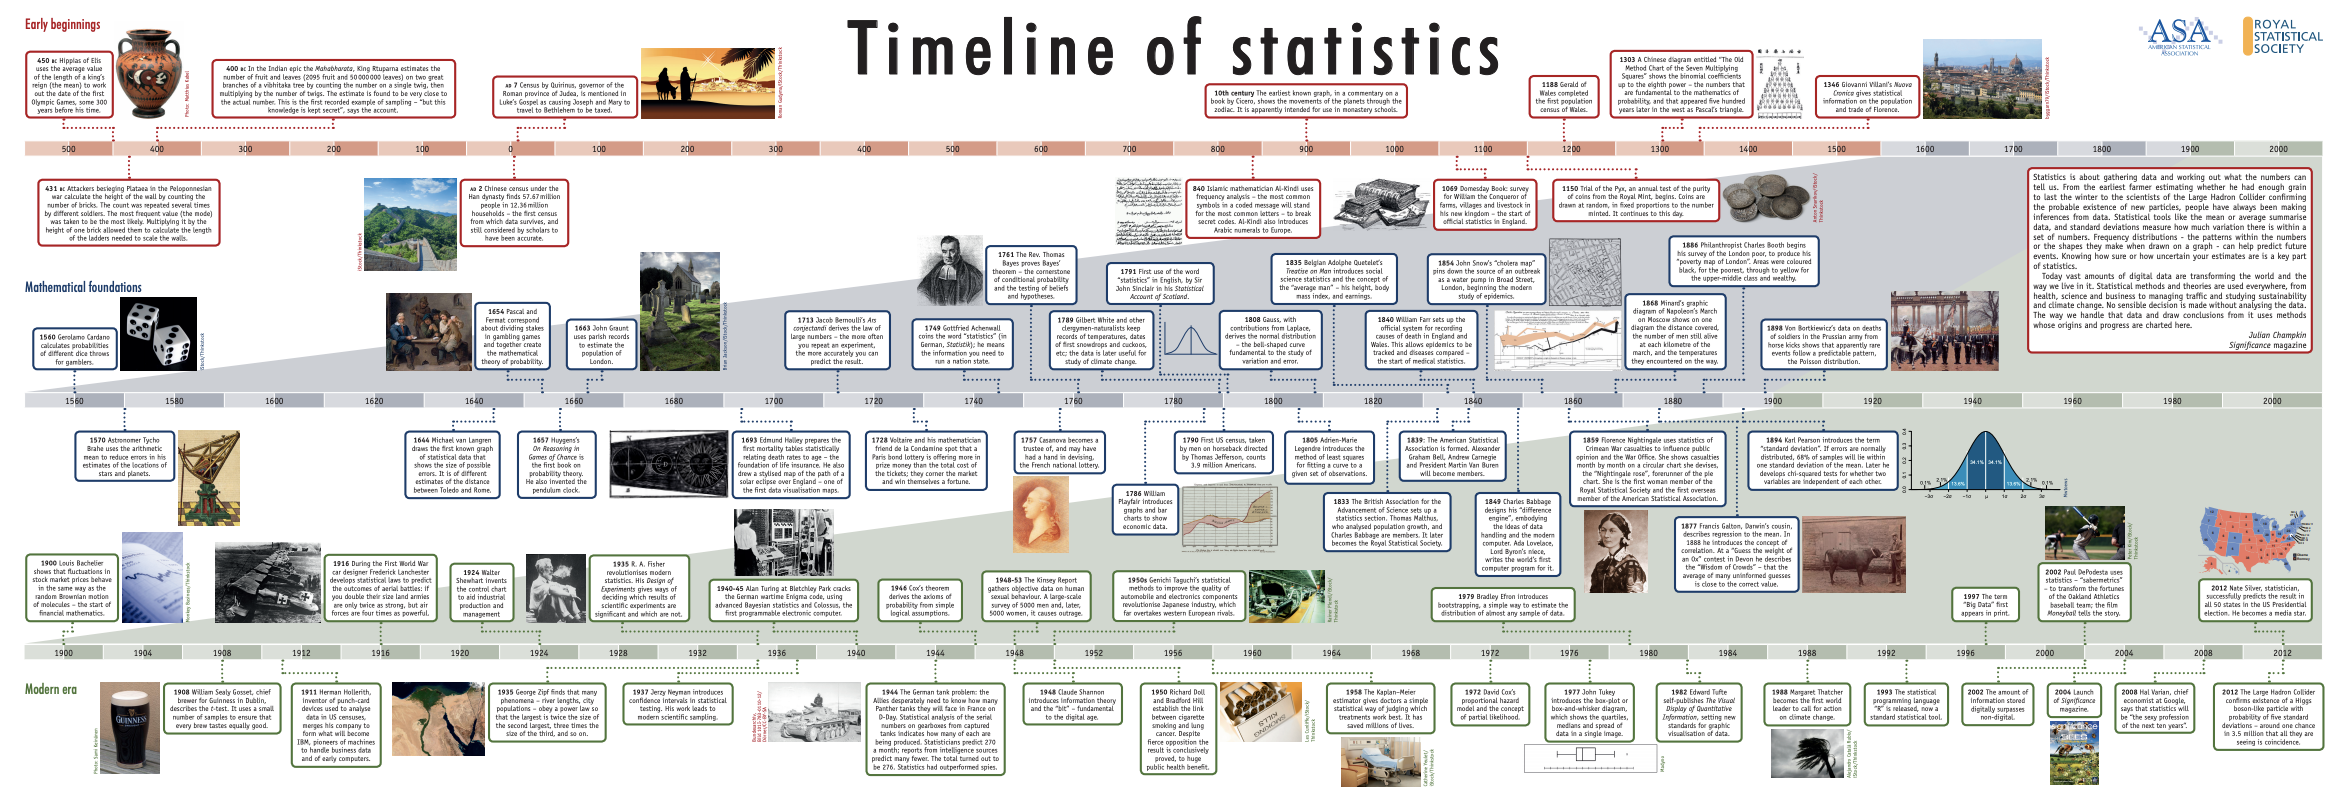 Timeline of statistics
ASA
AMERICAN STATISTICAL
ASSOCIATION
ROYAL
STATISTICAL
SOCIETY
Early beginnings
450 BC Hippias of Elis
uses the average value
of the length of a king's
reign (the mean) to work
out the date of the first
Olympic Games, some 300
years before his time.
400 BC In the Indian epic the Mahabharata, King Rtuparna estimates the
number of fruit and leaves (2095 fruit and 50 000 000 leaves) on two great
branches of a vibhitaka tree by counting the number on a single twig, then
multiplying by the number of twigs. The estimate is found to be very close to
the actual number. This is the first recorded example of sampling – "but this
knowledge is kept secret", says the account.
AD 7 Census by Quirinus, governor of the
Roman province of Judea, is mentioned in
Luke's Gospel as causing Joseph and Mary to
travel to Bethlehem to be taxed.
10th century The earliest known graph, in a commentary on a
book by Cicero, shows the movements of the planets through the
zodiac. It is apparently intended for use in monastery schools.
1188 Gerald of
Wales completed
the first population
census of Wales.
1303 A Chinese diagram entitled "The Old
Method Chart of the Seven Multiplying
Squares" shows the binomial coefficients
up to the eighth power – the numbers that
are fundamental to the mathematics of
probability, and that appeared five hundred
years later in the west as Pascal's triangle.
1346 Giovanni Villani's Nuova
Cronica gives statistical
information on the population
and trade of Florence.
500 400 300 200 100 0 100 200 300 400 500 600 700 800 900 1000 1100 1200 1300 1400 1500 1600 1700 1800 1900 2000
431 BC Attackers besieging Plataea in the Peloponnesian
war calculate the height of the wall by counting the
number of bricks. The count was repeated several times
by different soldiers. The most frequent value (the mode)
was taken to be the most likely. Multiplying it by the
height of one brick allowed them to calculate the length
of the ladders needed to scale the walls.
iStock/Thinkstock
AD 2 Chinese census under the
Han dynasty finds 57.67 million
people in 12.36 million
households – the first census
from which data survives, and
still considered by scholars to
have been accurate.
840 Islamic mathematician Al-Kindi uses
frequency analysis – the most common
symbols in a coded message will stand
for the most common letters – to break
secret codes. Al-Kindi also introduces
Arabic numerals to Europe.
1069 Domesday Book: survey
for William the Conqueror of
farms, villages and livestock in
his new kingdom – the start of
official statistics in England.
1150 Trial of the Pyx, an annual test of the purity
of coins from the Royal Mint, begins. Coins are
drawn at random, in fixed proportions to the number
minted. It continues to this day.
Statistics is about gathering data and working out what the numbers can
tell us. From the earliest farmer estimating whether he had enough grain
to last the winter to the scientists of the Large Hadron Collider confirming
the probable existence of new particles, people have always been making
inferences from data. Statistical tools like the mean or average summarise
data, and standard deviations measure how much variation there is within a
set of numbers. Frequency distributions – the patterns within the numbers
or the shapes they make when drawn on a graph – can help predict future
events. Knowing how sure or how uncertain your estimates are is a key part
of statistics.
Today vast amounts of digital data are transforming the world and the
way we live in it. Statistical methods and theories are used everywhere, from
health, science and business to managing traffic and studying sustainability
and climate change. No sensible decision is made without analysing the data.
The way we handle that data and draw conclusions from it uses methods
whose origins and progress are charted here.
Julian Champkin
Significance magazine
Mathematical foundations
1560 Gerolamo Cardano
calculates probabilities
of different dice throws
for gamblers.
iStock/Thinkstock
1654 Pascal and
Fermat correspond
about dividing stakes
in gambling games
and together create
the mathematical
theory of probability.
1663 John Graunt
uses parish records
to estimate the
population of
London.
1713 Jacob Bernoulli's Ars
conjectandi derives the law of
large numbers – the more often
you repeat an experiment,
the more accurately you can
predict the result.
1749 Gottfried Achenwall
coins the word "statistics" (in
German, Statistik); he means
the information you need to
run a nation state.
1761 The Rev. Thomas
Bayes proves Bayes'
theorem – the cornerstone
of conditional probability
and the testing of beliefs
and hypotheses.
1791 First use of the word
"statistics" in English, by Sir
John Sinclair in his Statistical
Account of Scotland.
1789 Gilbert White and other
clergymen-naturalists keep
records of temperatures, dates
of first snowdrops and cuckoos,
etc; the data is later useful for
study of climate change.
1808 Gauss, with
contributions from Laplace,
derives the normal distribution
– the bell-shaped curve
fundamental to the study of
variation and error.
1835 Belgian Adolphe Quetelet's
Treatise on Man introduces social
science statistics and the concept of
the "average man" – his height, body
mass index, and earnings.
1840 William Farr sets up the
official system for recording
causes of death in England and
Wales. This allows epidemics to be
tracked and diseases compared –
the start of medical statistics.
1854 John Snow's "cholera map"
pins down the source of an outbreak
as a water pump in Broad Street,
London, beginning the modern
study of epidemics.
1868 Minard's graphic
diagram of Napoleon's March
on Moscow shows on one
diagram the distance covered,
the number of men still alive
at each kilometre of the
march, and the temperatures
they encountered on the way.
1886 Philanthropist Charles Booth begins
his survey of the London poor, to produce his
"poverty map of London". Areas were coloured
black, for the poorest, through to yellow for
the upper-middle class and wealthy.
1898 Von Bortkiewicz's data on deaths
of soldiers in the Prussian army from
horse kicks shows that apparently rare
events follow a predictable pattern,
the Poisson distribution.
1560 1580 1600 1620 1640 1660 1680 1700 1720 1740 1760 1780 1800 1820 1840 1860 1880 1900 1920 1940 1960 1980 2000
1570 Astronomer Tycho
Brahe uses the arithmetic
mean to reduce errors in his
estimates of the locations of
stars and planets.
1644 Michael van Langren
draws the first known graph
of statistical data that
shows the size of possible
errors. It is of different
estimates of the distance
between Toledo and Rome.
1657 Huygens's
On Reasoning in
Games of Chance is
the first book on
probability theory.
He also invented the
pendulum clock.
1693 Edmund Halley prepares the
first mortality tables statistically
relating death rates to age – the
foundation of life insurance. He also
drew a stylised map of the path of a
solar eclipse over England – one of
the first data visualisation maps.
1728 Voltaire and his mathematician
friend de la Condamine spot that a
Paris bond lottery is offering more in
prize money than the total cost of
the tickets; they corner the market
and win themselves a fortune.
1757 Casanova becomes a
trustee of, and may have
had a hand in devising,
the French national lottery.
1786 William
Playfair introduces
graphs and bar
charts to show
economic data.
1790 First US census, taken
by men on horseback directed
by Thomas Jefferson, counts
3.9 million Americans.
1805 Adrien-Marie
Legendre introduces the
method of least squares
for fitting a curve to a
given set of observations.
1833 The British Association for the
Advancement of Science sets up a
statistics section. Thomas Malthus,
who analysed population growth, and
Charles Babbage are members. It later
becomes the Royal Statistical Society.
1839: The American Statistical
Association is formed. Alexander
Graham Bell, Andrew Carnegie
and President Martin Van Buren
will become members.
1849 Charles Babbage
designs his "difference
engine", embodying
the ideas of data
handling and the modern
computer. Ada Lovelace,
Lord Byron's niece,
writes the world's first
computer program for it.
1859 Florence Nightingale uses statistics of
Crimean War casualties to influence public
opinion and the War Office. She shows casualties
month by month on a circular chart she devises,
the "Nightingale rose", forerunner of the pie
chart. She is the first woman member of the
Royal Statistical Society and the first overseas
member of the American Statistical Association.
1877 Francis Galton, Darwin's cousin,
describes regression to the mean. In
1888 he introduces the concept of
correlation. At a "Guess the weight of
an Ox" contest in Devon he describes
the "Wisdom of Crowds" – that the
average of many uninformed guesses
is close to the correct value.
1894 Karl Pearson introduces the term
"standard deviation". If errors are normally
distributed, 68% of samples will lie within
one standard deviation of the mean. Later he
develops chi-squared tests for whether two
variables are independent of each other.
0.0 0.1 0.2 0.3 0.4
34.1% 34.1%
0.1% 2.1% 13.6% 13.6% 2.1% 0.1%
−3σ −2σ −1σ μ 1σ 2σ 3σ
1900 Louis Bachelier
shows that fluctuations in
stock market prices behave
in the same way as the
random Brownian motion
of molecules – the start of
financial mathematics.
1916 During the First World War
car designer Frederick Lanchester
develops statistical laws to predict
the outcomes of aerial battles: if
you double their size and armies
are only twice as strong, but air
forces are four times as powerful.
1924 Walter
Shewhart invents
the control chart
to aid industrial
production and
management
1935 R. A. Fisher
revolutionises modern
statistics. His Design of
Experiments gives ways of
deciding which results of
scientific experiments are
significant and which are not.
1940-45 Alan Turing at Bletchley Park cracks
the German wartime Enigma code, using
advanced Bayesian statistics and Colossus, the
first programmable electronic computer.
1946 Cox's theorem
derives the axioms of
probability from simple
logical assumptions.
1948-53 The Kinsey Report
gathers objective data on human
sexual behaviour. A large-scale
survey of 5000 men and, later,
5000 women, it causes outrage.
1950s Genichi Taguchi's statistical
methods to improve the quality of
automobile and electronics components
revolutionise Japanese industry, which
far overtakes western European rivals.
1979 Bradley Efron introduces
bootstrapping, a simple way to estimate the
distribution of almost any sample of data.
1997 The term
"Big Data" first
appears in print.
2002 Paul DePodesta uses
statistics – "sabermetrics"
– to transform the fortunes
of the Oakland Athletics
baseball team; the film
Moneyball tells the story.
2012 Nate Silver, statistician,
successfully predicts the result in
all 50 states in the US Presidential
election. He becomes a media star.
1900 1904 1908 1912 1916 1920 1924 1928 1932 1936 1940 1944 1948 1952 1956 1960 1964 1968 1972 1976 1980 1984 1988 1992 1996 2000 2004 2008 2012
Modern era
GUINNESS
1908 William Sealy Gosset, chief
brewer for Guinness in Dublin,
describes the t-test. It uses a small
number of samples to ensure that
every brew tastes equally good.
1911 Herman Hollerith,
inventor of punch-card
devices used to analyse
data in US censuses,
merges his company to
form what will become
IBM, pioneers of machines
to handle business data
and of early computers.
1935 George Zipf finds that many
phenomena – river lengths, city
populations – obey a power law so
that the largest is twice the size of
the second largest, three times the
size of the third, and so on.
1937 Jerzy Neyman introduces
confidence intervals in statistical
testing. His work leads to
modern scientific sampling.
1944 The German tank problem: the
Allies desperately need to know how many
Panther tanks they will face in France on
D-Day. Statistical analysis of the serial
numbers on gearboxes from captured
tanks indicates how many of each are
being produced. Statisticians predict 270
a month; reports from intelligence sources
predict many fewer. The total turned out to
be 276. Statistics had outperformed spies.
1948 Claude Shannon
introduces information theory
and the "bit" – fundamental
to the digital age.
1950 Richard Doll
and Bradford Hill
establish the link
between cigarette
smoking and lung
cancer. Despite
fierce opposition the
result is conclusively
proved, to huge
public health benefit.
SMOKING
KILLS
1958 The Kaplan–Meier
estimator gives doctors a simple
statistical way of judging which
treatments work best. It has
saved millions of lives.
1972 David Cox's
proportional hazard
model and the concept
of partial likelihood.
1977 John Tukey
introduces the box-plot or
box-and-whisker diagram,
which shows the quartiles,
medians and spread of
data in a single image.
1982 Edward Tufte
self-publishes The Visual
Display of Quantitative
Information, setting new
standards for graphic
visualisation of data.
1988 Margaret Thatcher
becomes the first world
leader to call for action
on climate change.
1993 The statistical
programming language
"R" is released, now a
standard statistical tool.
2002 The amount of
information stored
digitally surpasses
non-digital.
2004 Launch
of Significance
magazine.
significance
2008 Hal Varian, chief
economist at Google,
says that statistics will
be "the sexy profession
of the next ten years".
2012 The Large Hadron Collider
confirms existence of a Higgs
boson-like particle with
probability of five standard
deviations – around one chance
in 3.5 million that all they are
seeing is coincidence.